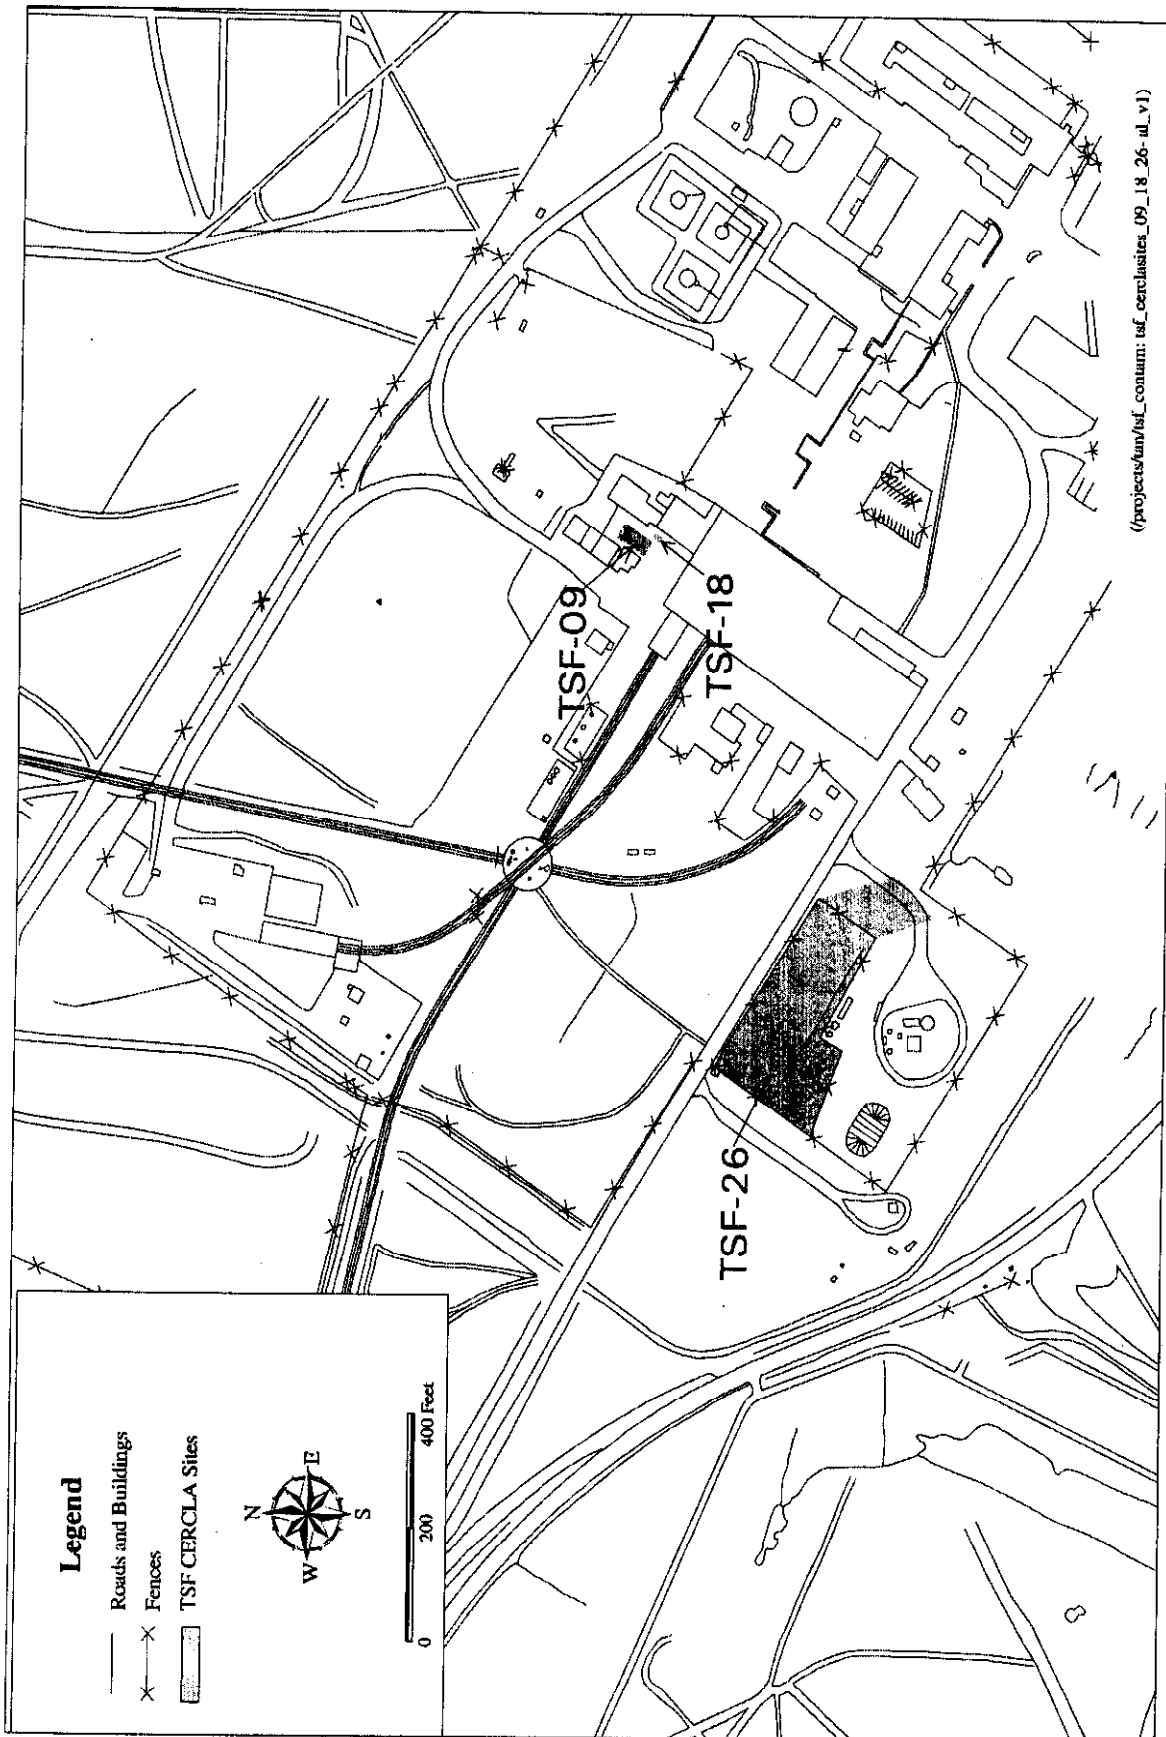 Legend
Roads and Buildings
Fences
TSF CERCLA Sites
N
W
E
S
0
200
400 Feet
TSF-09
TSF-18
TSF-26
(/projects/tan/tsf_contam: tsf_cerclasites_09_18_26-al_v1)